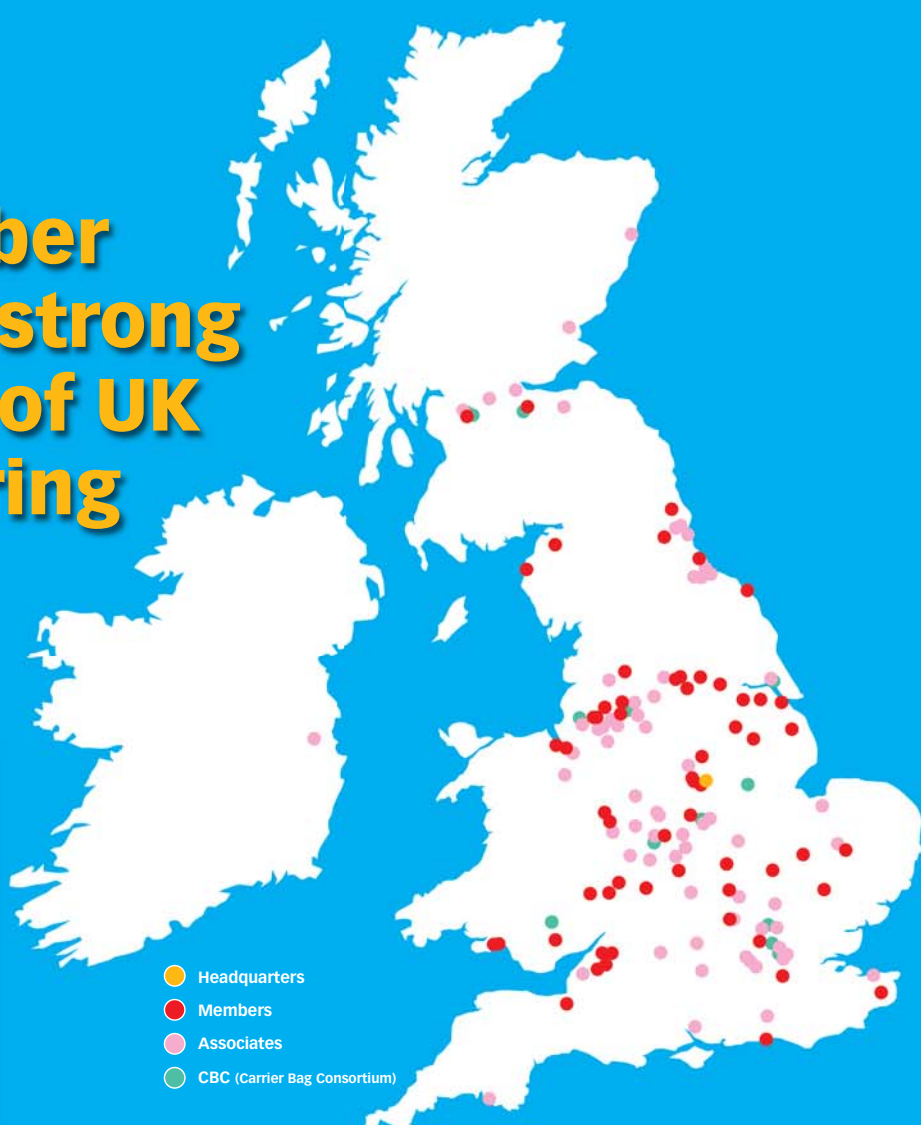 ber
strong
of UK
ring
Headquarters
Members
Associates
CBC (Carrier Bag Consortium)